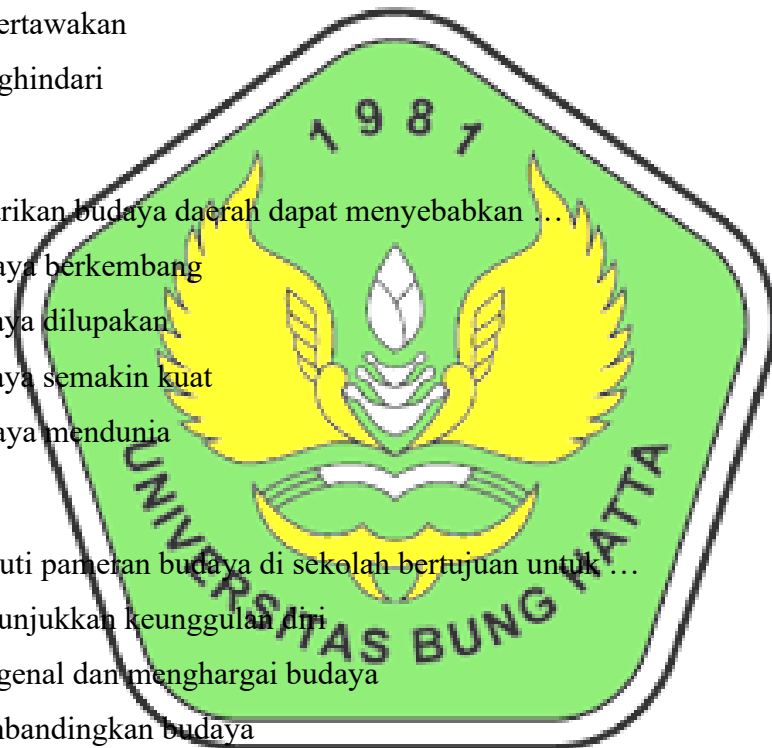 ertawakan
ghindari
1981
rikan budaya daerah dapat menyebabkan …
aya berkembang
aya dilupakan
aya semakin kuat
aya mendunia
uti pameran budaya di sekolah bertujuan untuk …
unjukkan keunggulan diri
genal dan menghargai budaya
mbandingkan budaya
UNIVERSITAS BUNG HATTA